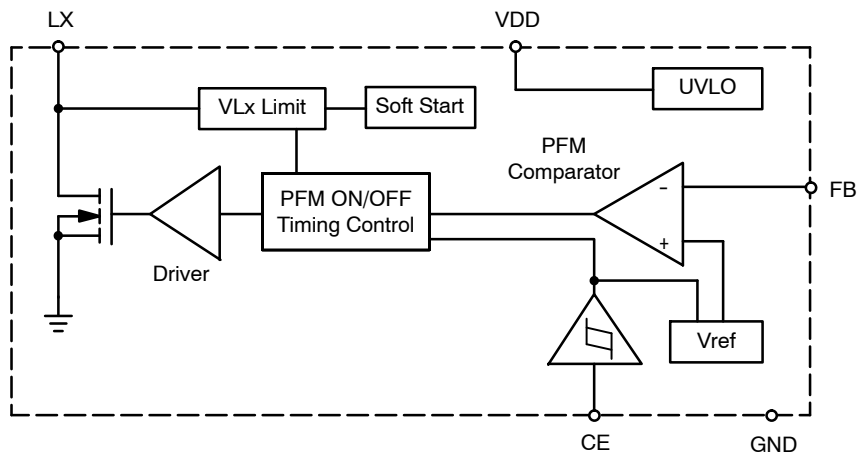 LX
VDD
VLx Limit
Soft Start
UVLO
PFM
Comparator
FB
PFM ON/OFF
Timing Control
-
+
Driver
Vref
CE
GND